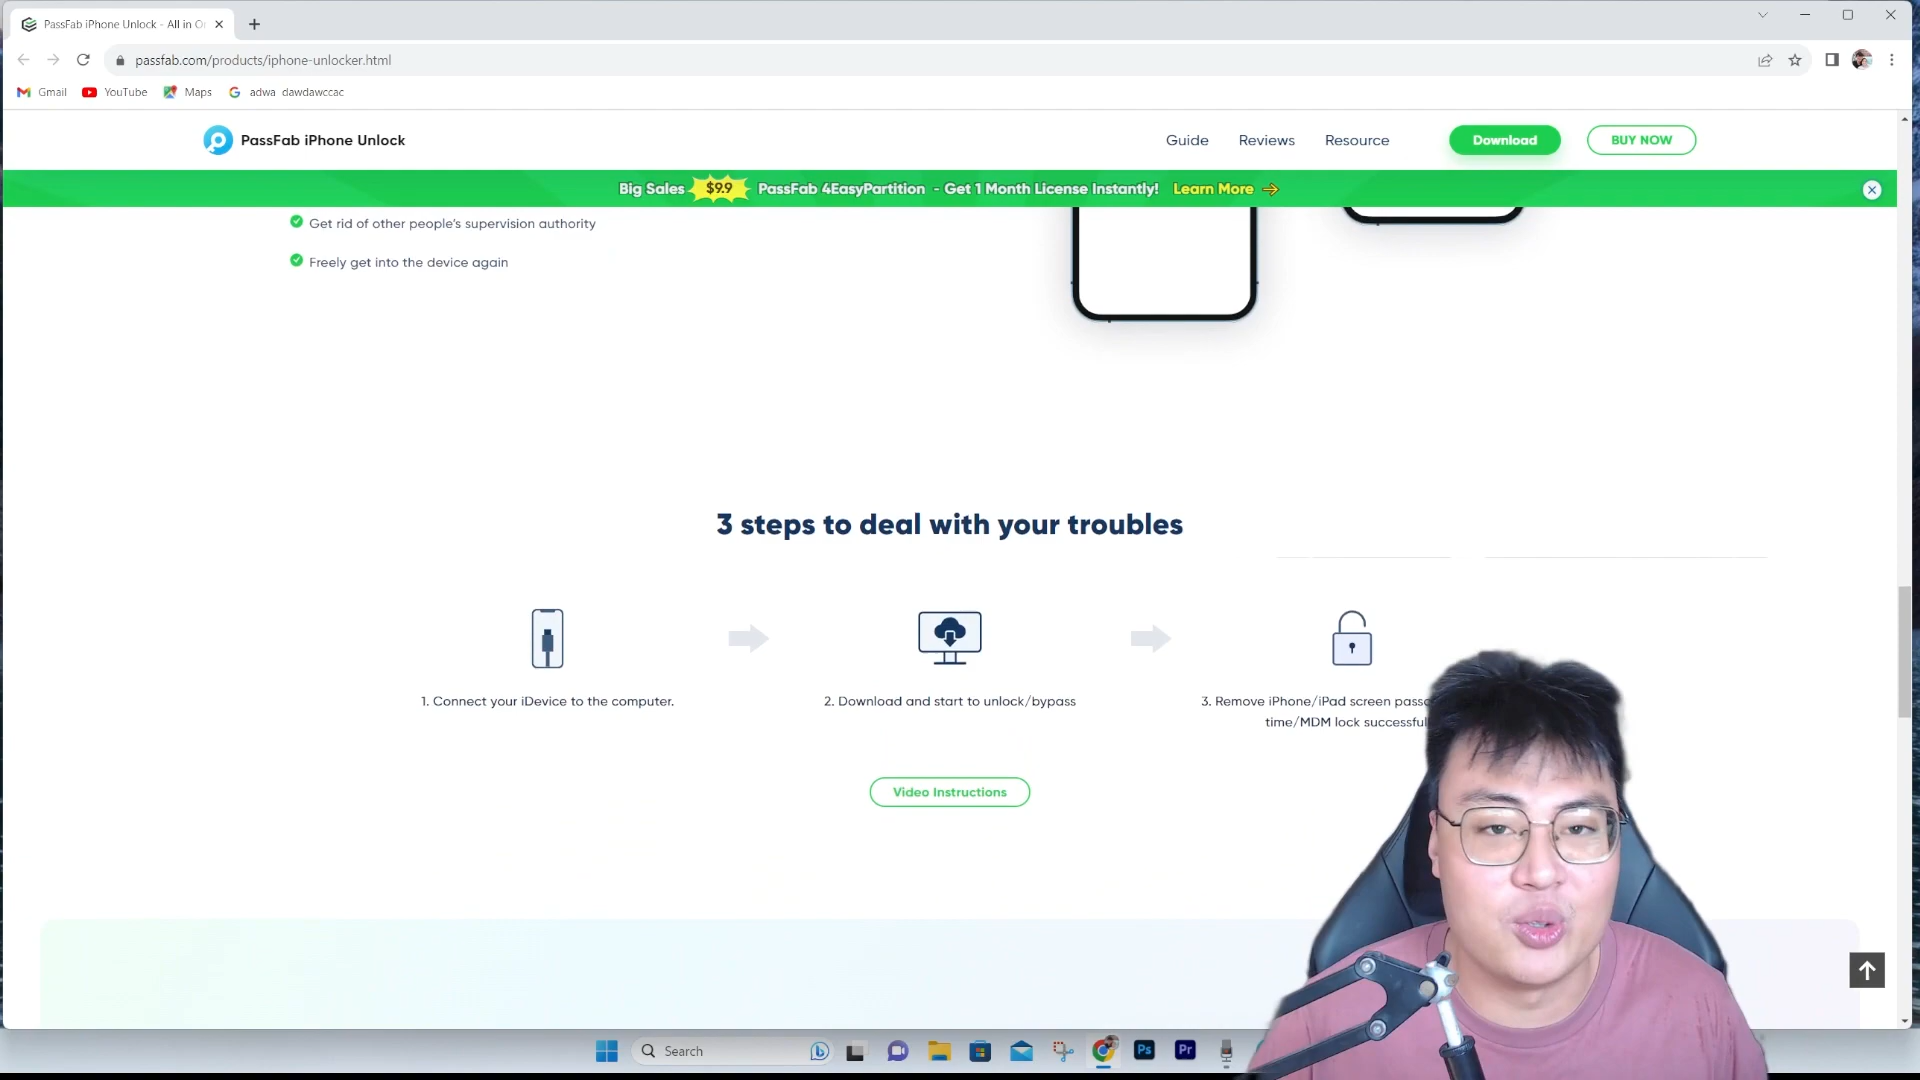 PassFab iPhone Unlock - All in O
passfab.com/products/iphone-unlocker.html
Gmail YouTube Maps adwa dawdawccac
PassFab iPhone Unlock Guide Reviews Resource Download BUY NOW
Big Sales $9.9 PassFab 4EasyPartition - Get 1 Month License Instantly! Learn More
Get rid of other people's supervision authority
Freely get into the device again
3 steps to deal with your troubles
1. Connect your iDevice to the computer.
2. Download and start to unlock/bypass
3. Remove iPhone/iPad screen passc
time/MDM lock successful
Video Instructions
Search
Ps Pr